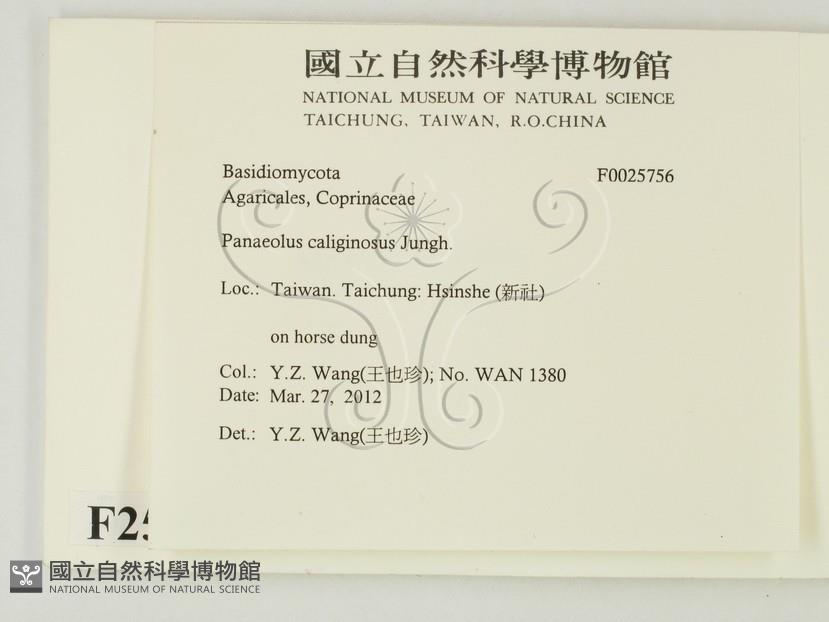 國立自然科學博物館
NATIONAL MUSEUM OF NATURAL SCIENCE
TAICHUNG, TAIWAN, R.O.CHINA
Basidiomycota F0025756
Agaricales, Coprinaceae
Panaeolus caliginosus Jungh.
Loc.: Taiwan. Taichung: Hsinshe (新社)
on horse dung
Col.: Y.Z. Wang(王也珍); No. WAN 1380
Date: Mar. 27, 2012
Det.: Y.Z. Wang(王也珍)
F25
國立自然科學博物館
NATIONAL MUSEUM OF NATURAL SCIENCE